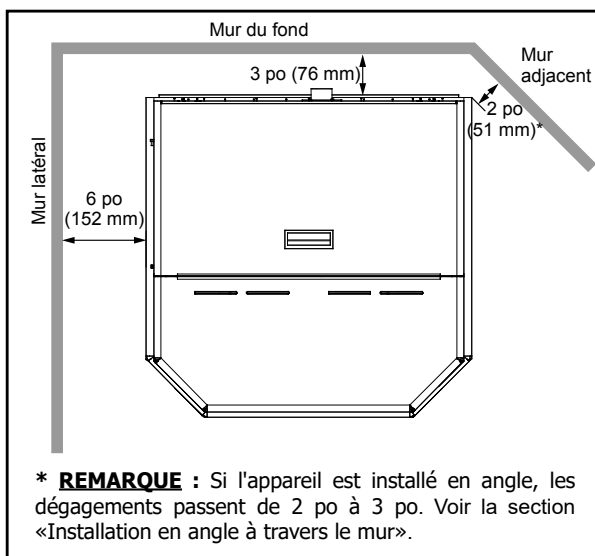 Mur du fond
3 po (76 mm)
Mur
adjacent
2 po
(51 mm)*
Mur latéral
6 po
(152 mm)
* REMARQUE : Si l'appareil est installé en angle, les
dégagements passent de 2 po à 3 po. Voir la section
«Installation en angle à travers le mur».